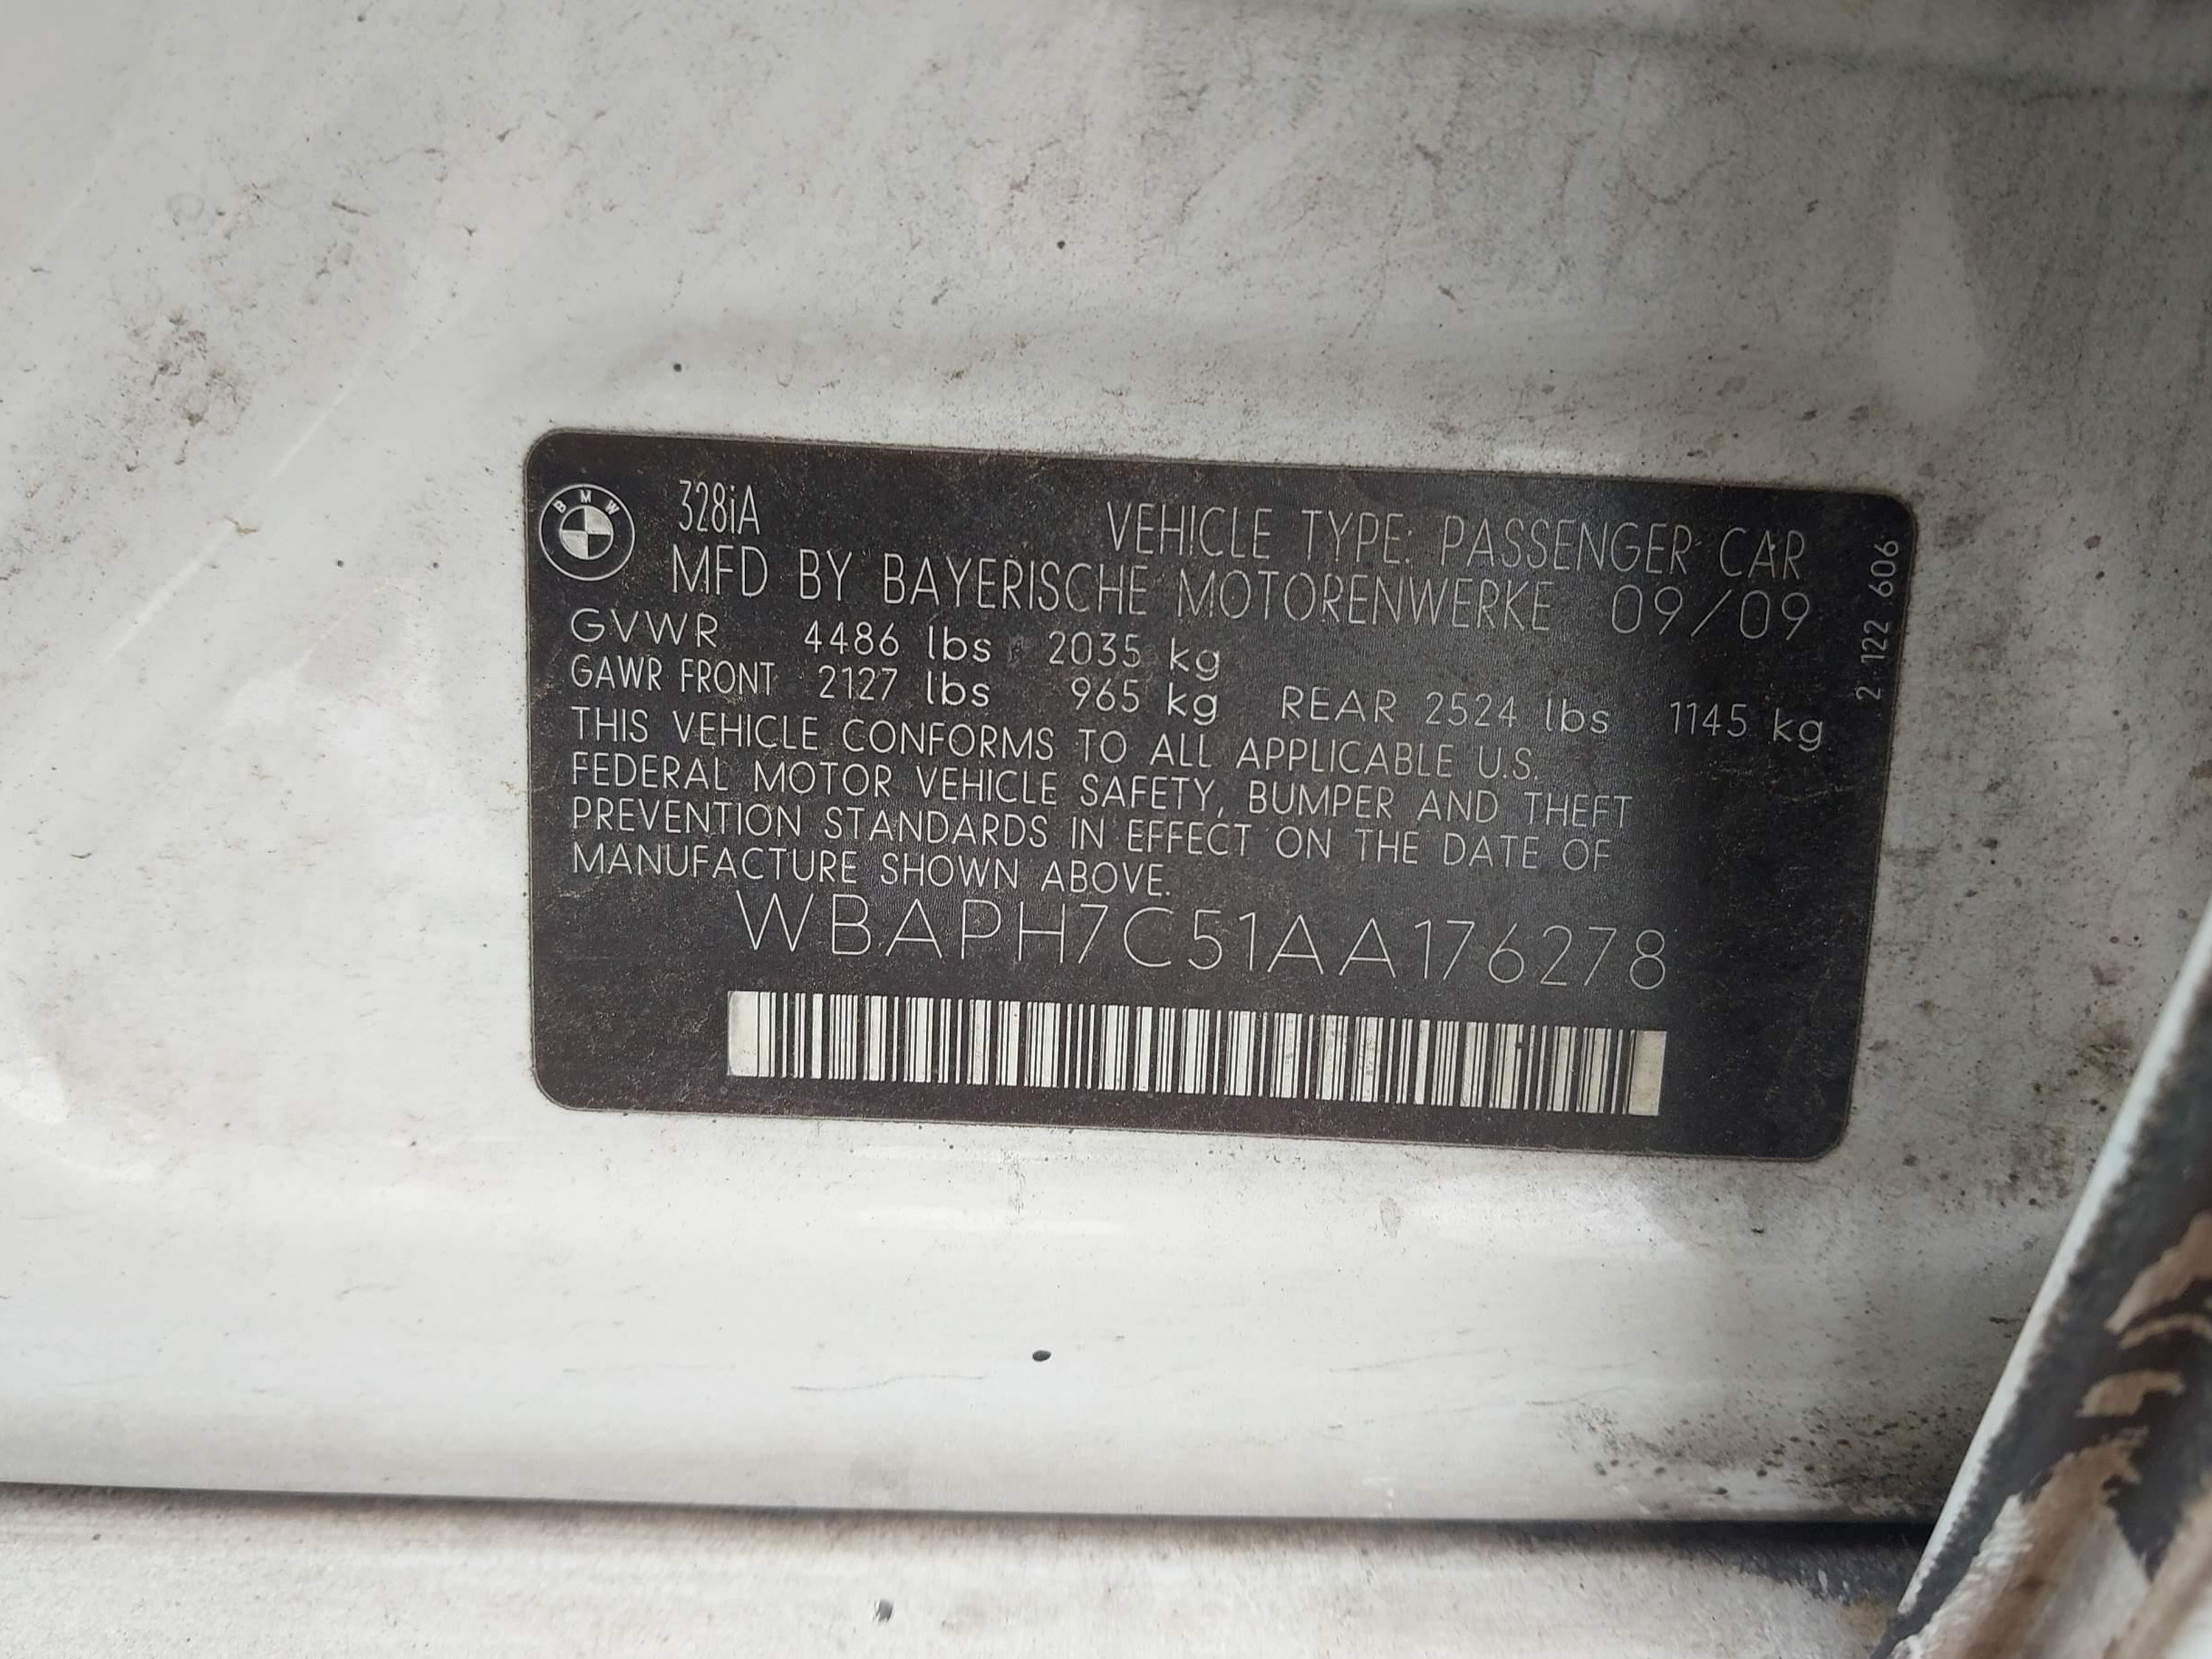 BMW
328iA
VEHICLE TYPE: PASSENGER CAR
MFD BY BAYERISCHE MOTORENWERKE 09/09
GVWR 4486 lbs 2035 kg
GAWR FRONT 2127 lbs 965 kg REAR 2524 lbs 1145 kg
THIS VEHICLE CONFORMS TO ALL APPLICABLE U.S.
FEDERAL MOTOR VEHICLE SAFETY, BUMPER AND THEFT
PREVENTION STANDARDS IN EFFECT ON THE DATE OF
MANUFACTURE SHOWN ABOVE.
WBAPH7C51AA176278
2 122 606